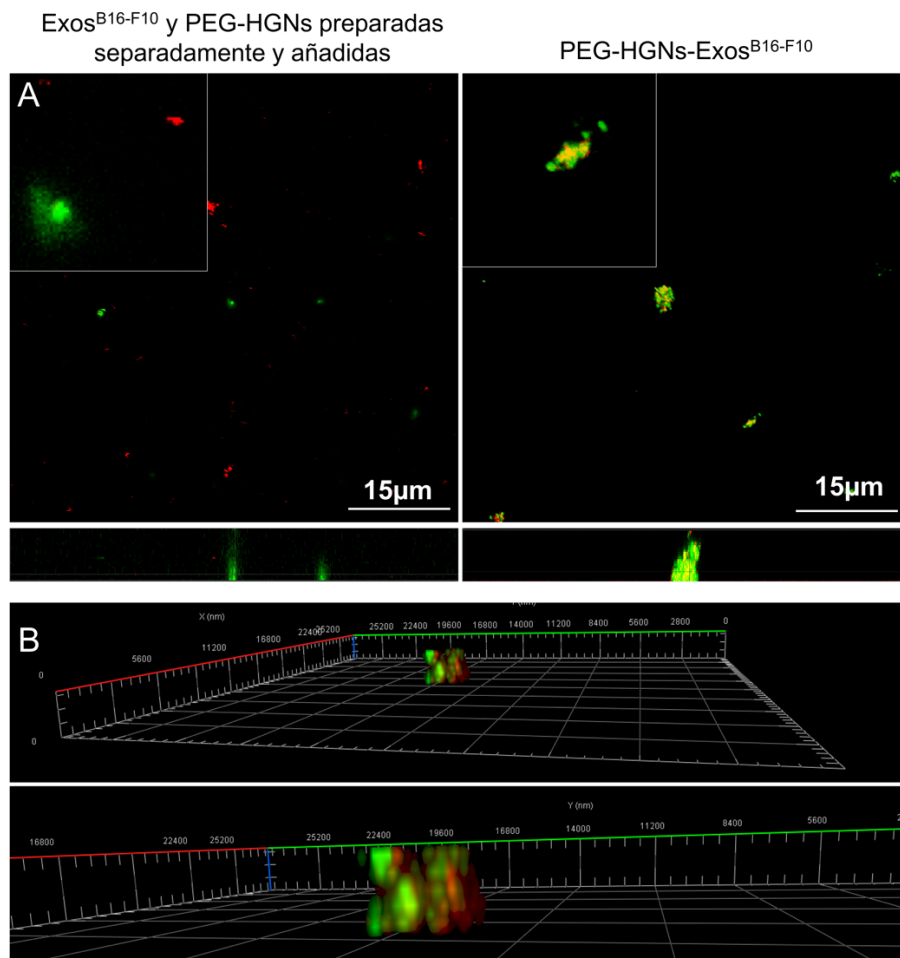 Exos^B16-F10 y PEG-HGNs preparadas
separadamente y añadidas
PEG-HGNs-Exos^B16-F10
A
15µm
15µm
B
X (nm)
0 5600 11200 16800 22400 25200
25200 22400 19600 16800 14000 11200 8400 5600 2800 0
0
Y (nm)
16800 22400 25200 25200 22400 19600 16800 14000 11200 8400 5600